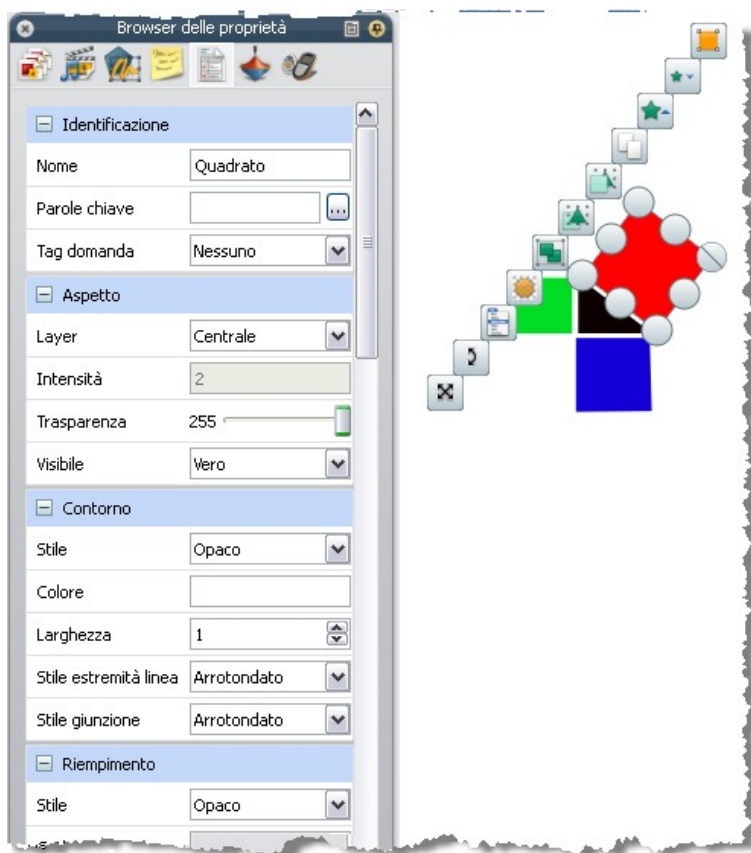 Browser delle proprietà
Identificazione
Nome Quadrato
Parole chiave ...
Tag domanda Nessuno
Aspetto
Layer Centrale
Intensità 2
Trasparenza 255
Visibile Vero
Contorno
Stile Opaco
Colore
Larghezza 1
Stile estremità linea Arrotondato
Stile giunzione Arrotondato
Riempimento
Stile Opaco